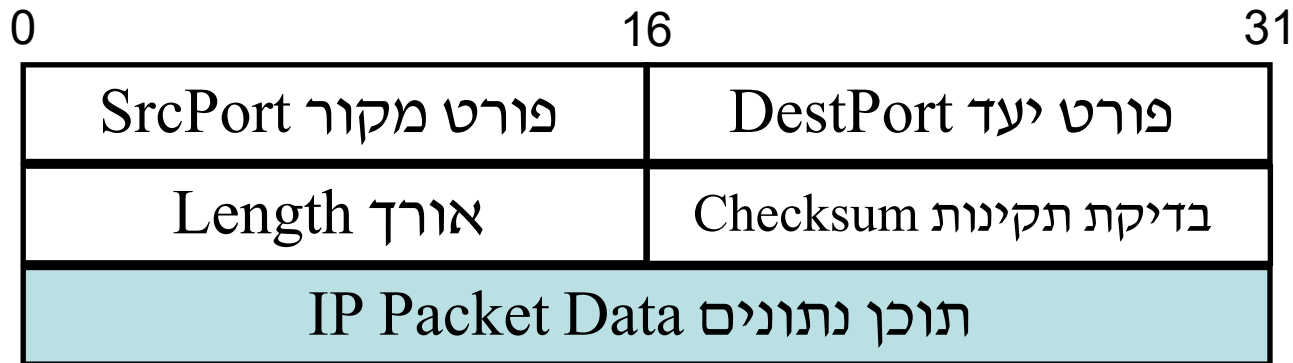 0 16 31
פורט מקור SrcPort פורט יעד DestPort
אורך Length בדיקת תקינות Checksum
תוכן נתונים IP Packet Data